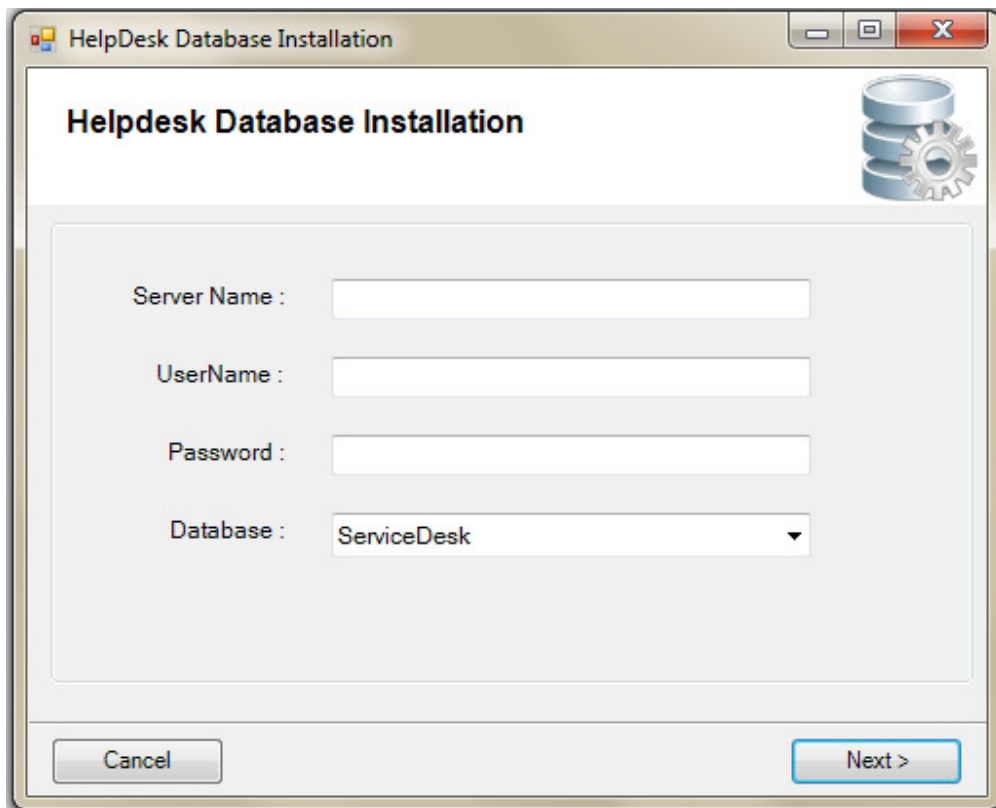 HelpDesk Database Installation
Helpdesk Database Installation
Server Name :
UserName :
Password :
Database :
ServiceDesk
Cancel
Next >